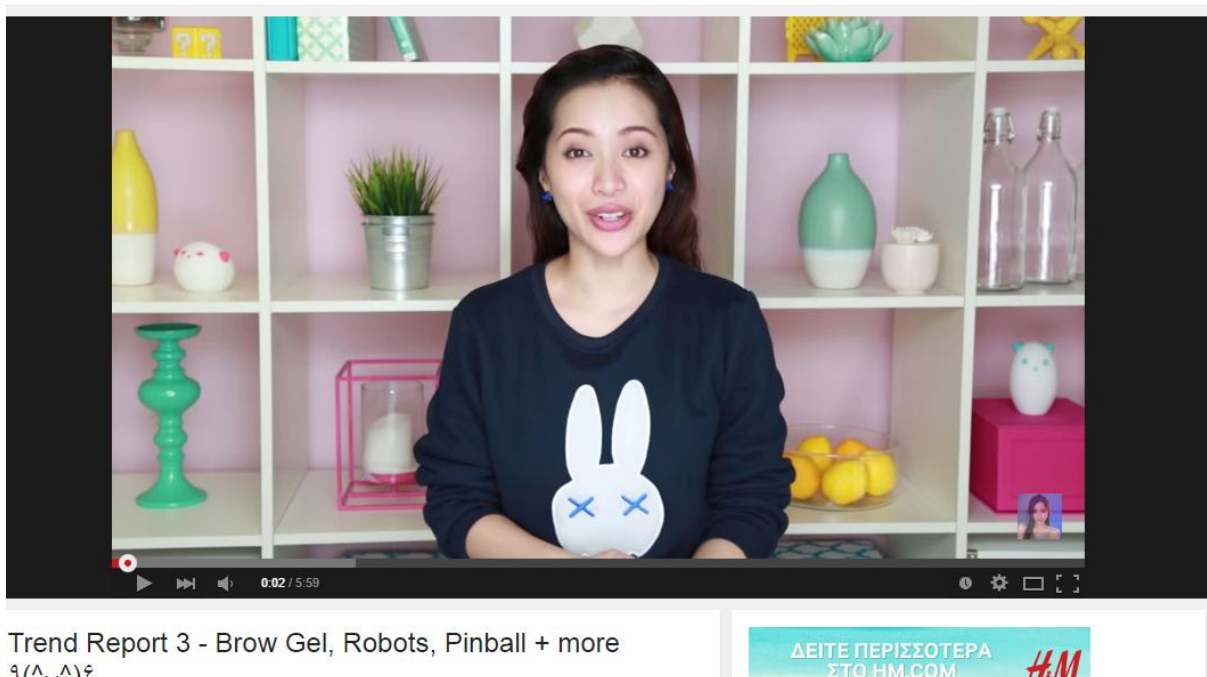 ??
0:02 / 5:59
Trend Report 3 - Brow Gel, Robots, Pinball + more
ΔΕΙΤΕ ΠΕΡΙΣΣΟΤΕΡΑ
ΣΤΟ HM.COM
H&M